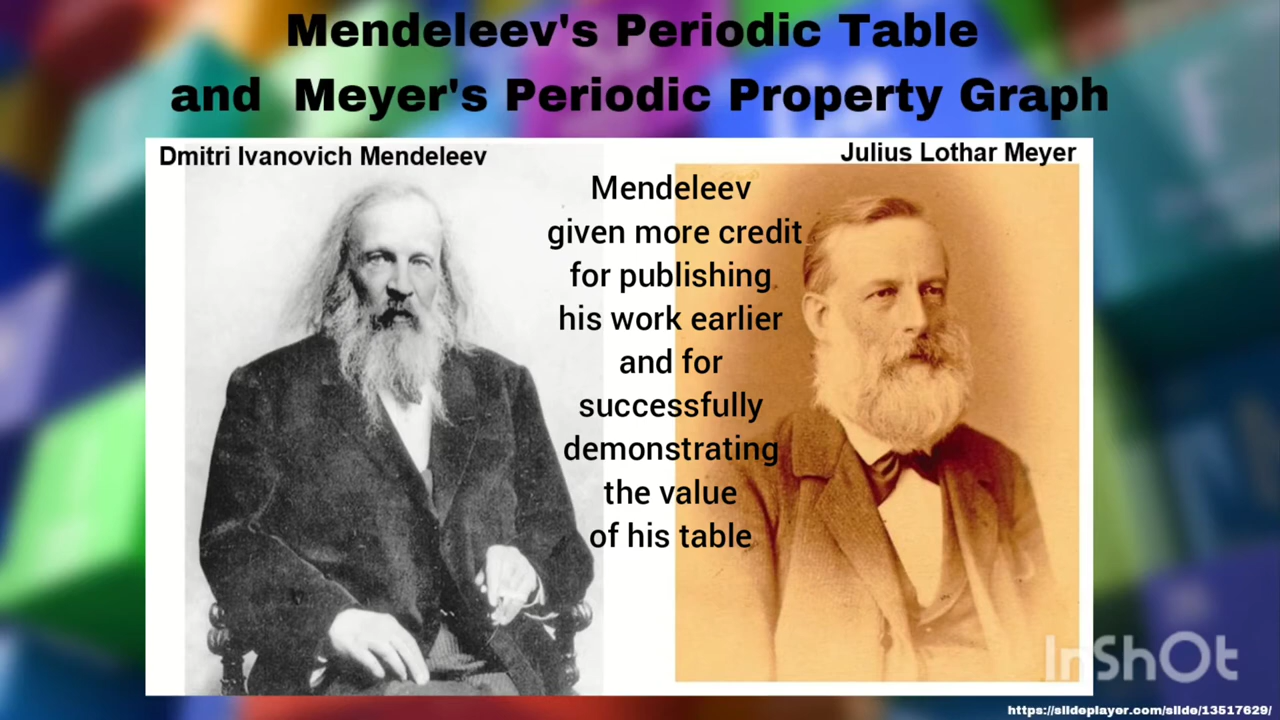 Mendeleev's Periodic Table
and Meyer's Periodic Property Graph
Dmitri Ivanovich Mendeleev
Julius Lothar Meyer
Mendeleev
given more credit
for publishing
his work earlier
and for
successfully
demonstrating
the value
of his table
InShOt
https://slideplayer.com/slide/13517629/